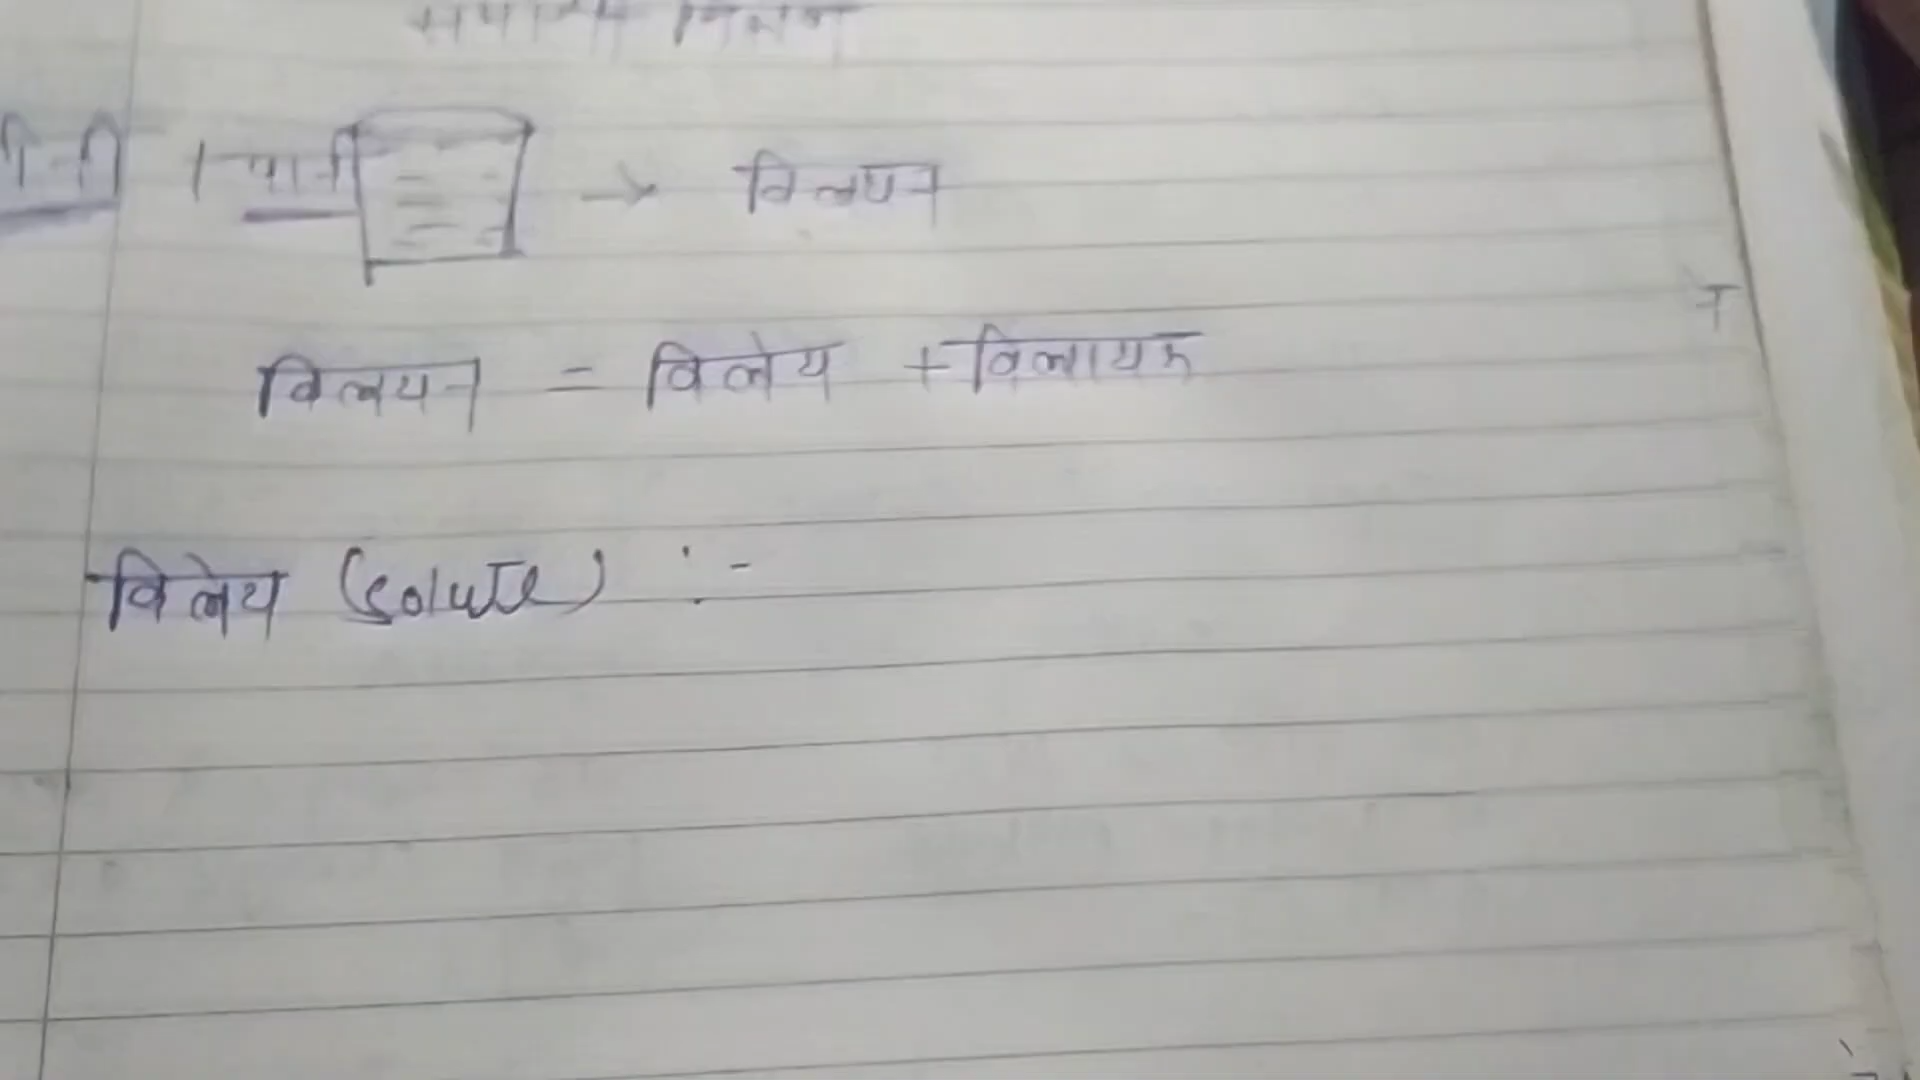 पानी → विलयन
विलयन = विलेय + विलायक
विलेय (solute) :-